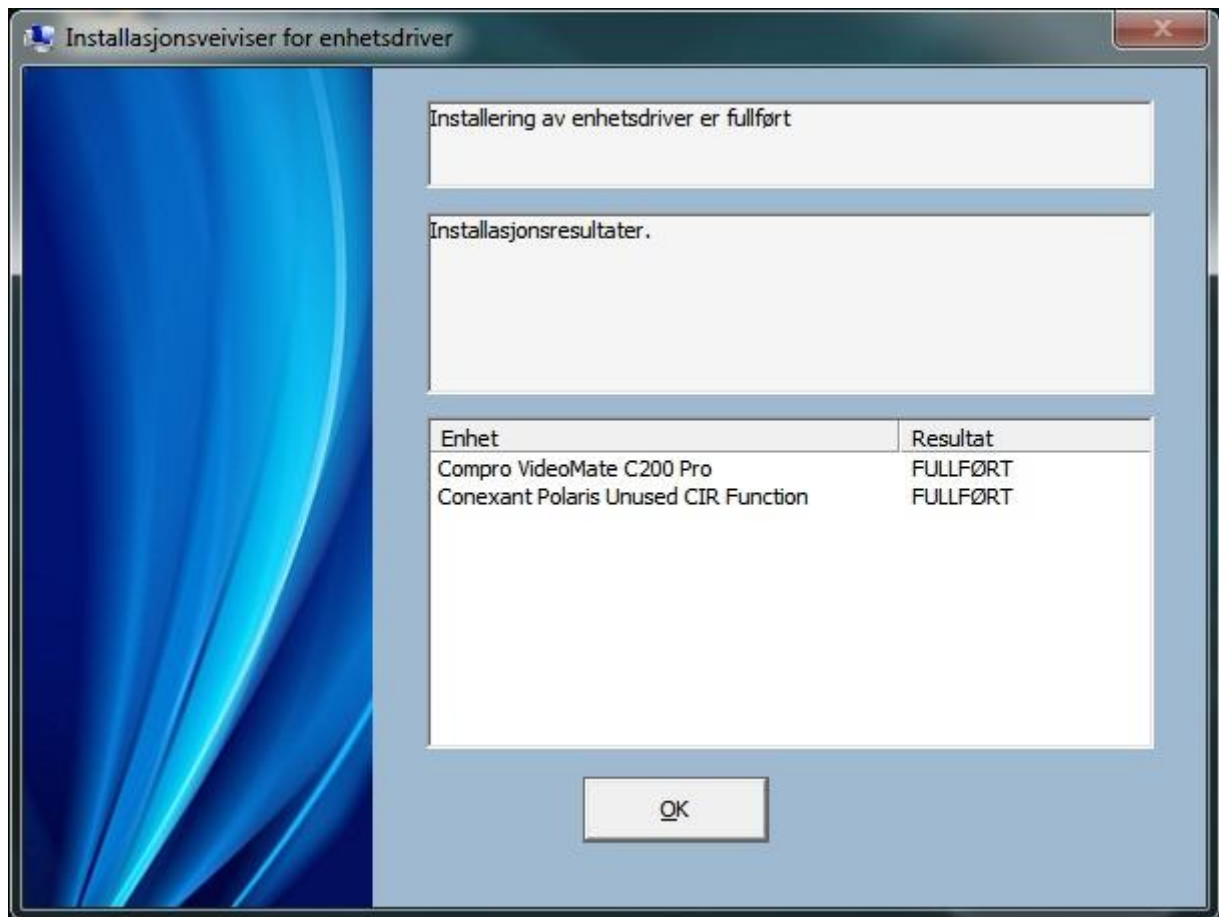 Installasjonsveiviser for enhetsdriver
Installering av enhetsdriver er fullført
Installasjonsresultater.
Enhet Resultat
Compro VideoMate C200 Pro FULLFØRT
Conexant Polaris Unused CIR Function FULLFØRT
OK